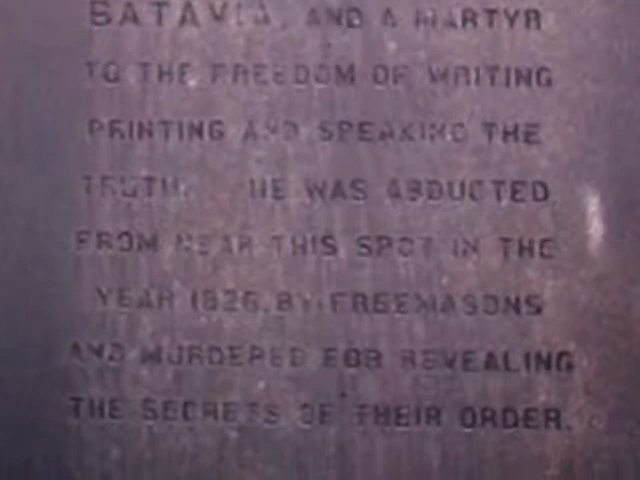 BATAVIA, AND A MARTYR
TO THE FREEDOM OF WRITING
PRINTING AND SPEAKING THE
TRUTH. HE WAS ABDUCTED
FROM NEAR THIS SPOT IN THE
YEAR 1826, BY FREEMASONS
AND MURDERED FOR REVEALING
THE SECRETS OF THEIR ORDER.